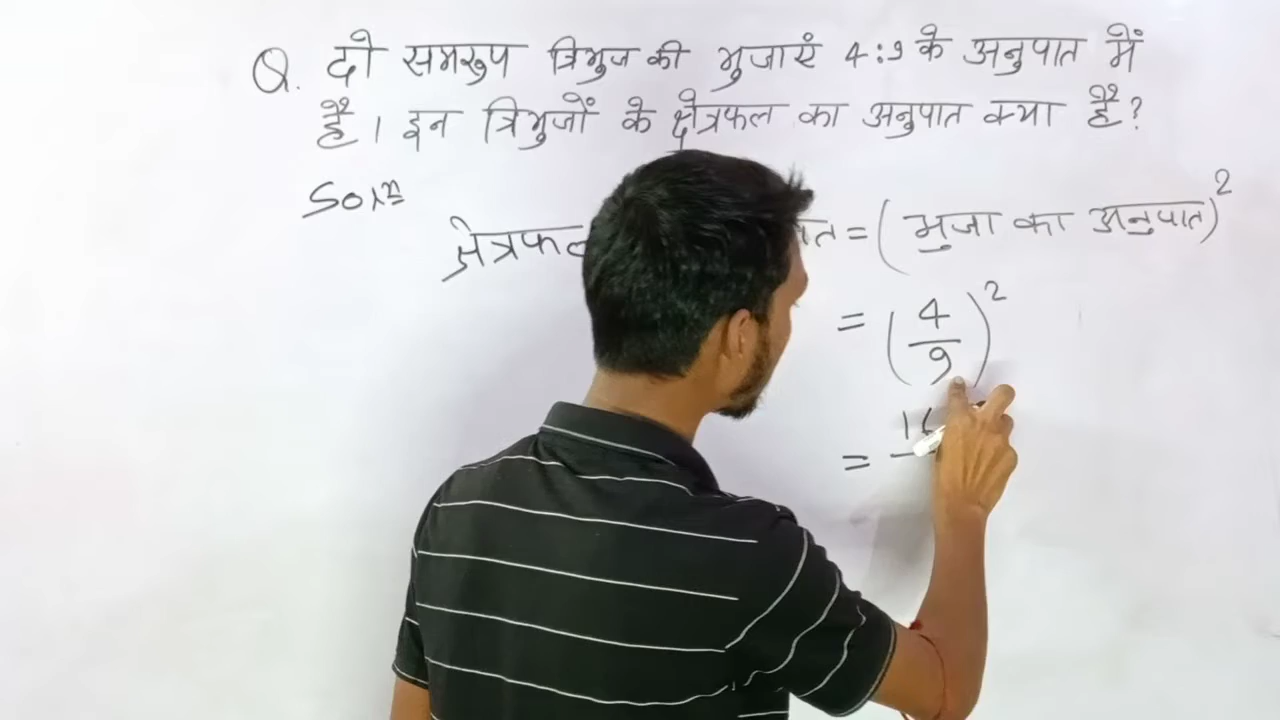 Q. दो समरुप त्रिभुज की भुजाएं 4:9 के अनुपात में
है। इन त्रिभुजों के क्षेत्रफल का अनुपात क्या है?
Solⁿ
क्षेत्रफल = (भुजा का अनुपात)²
= (4/9)²
=